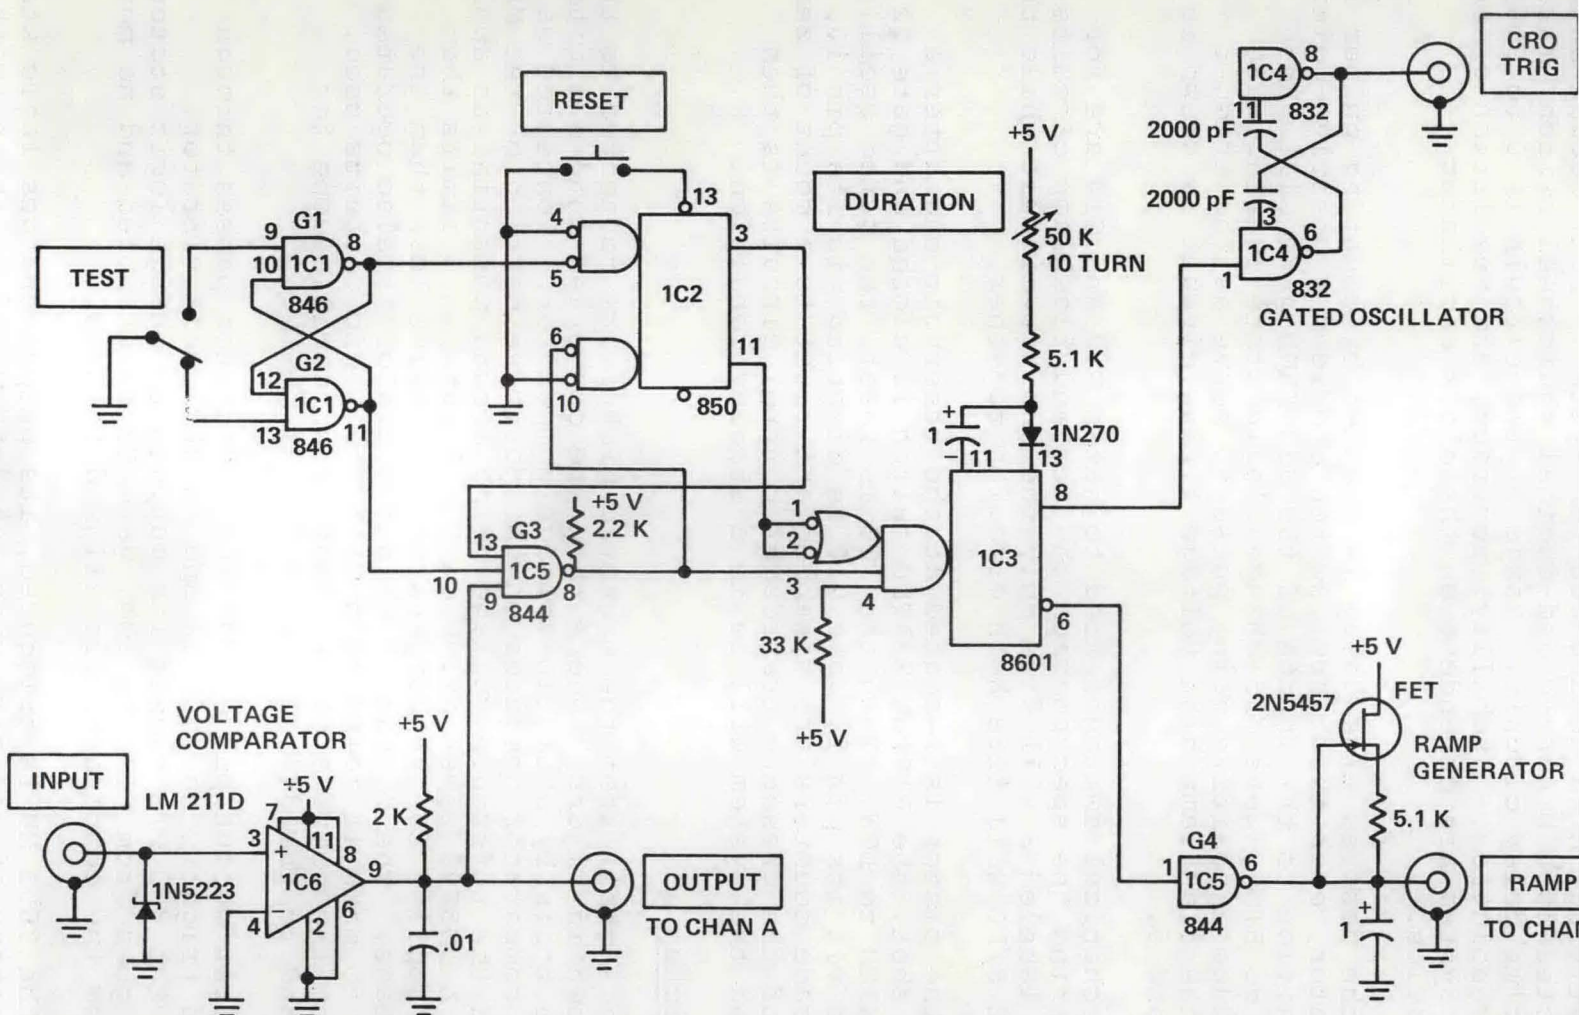 CRO
TRIG
1C4
8
832
11
2000 pF
2000 pF
3
1C4
6
1
832
GATED OSCILLATOR
RESET
+5 V
DURATION
50 K
10 TURN
5.1 K
+
1
−
11
1N270
13
TEST
G1
9
10
1C1
8
846
G2
12
1C1
13
11
846
4
5
6
10
13
3
1C2
11
850
+5 V
2.2 K
G3
13
10
1C5
9
8
844
1
2
3
4
1C3
8
6
8601
33 K
+5 V
VOLTAGE
COMPARATOR
INPUT
LM 211D
+5 V
7
3
+
11
8
1C6
9
−
4
2
6
1N5223
+5 V
2 K
.01
OUTPUT
TO CHAN A
G4
1
1C5
6
844
+5 V
2N5457
FET
RAMP
GENERATOR
5.1 K
+
1
RAMP
TO CHAN